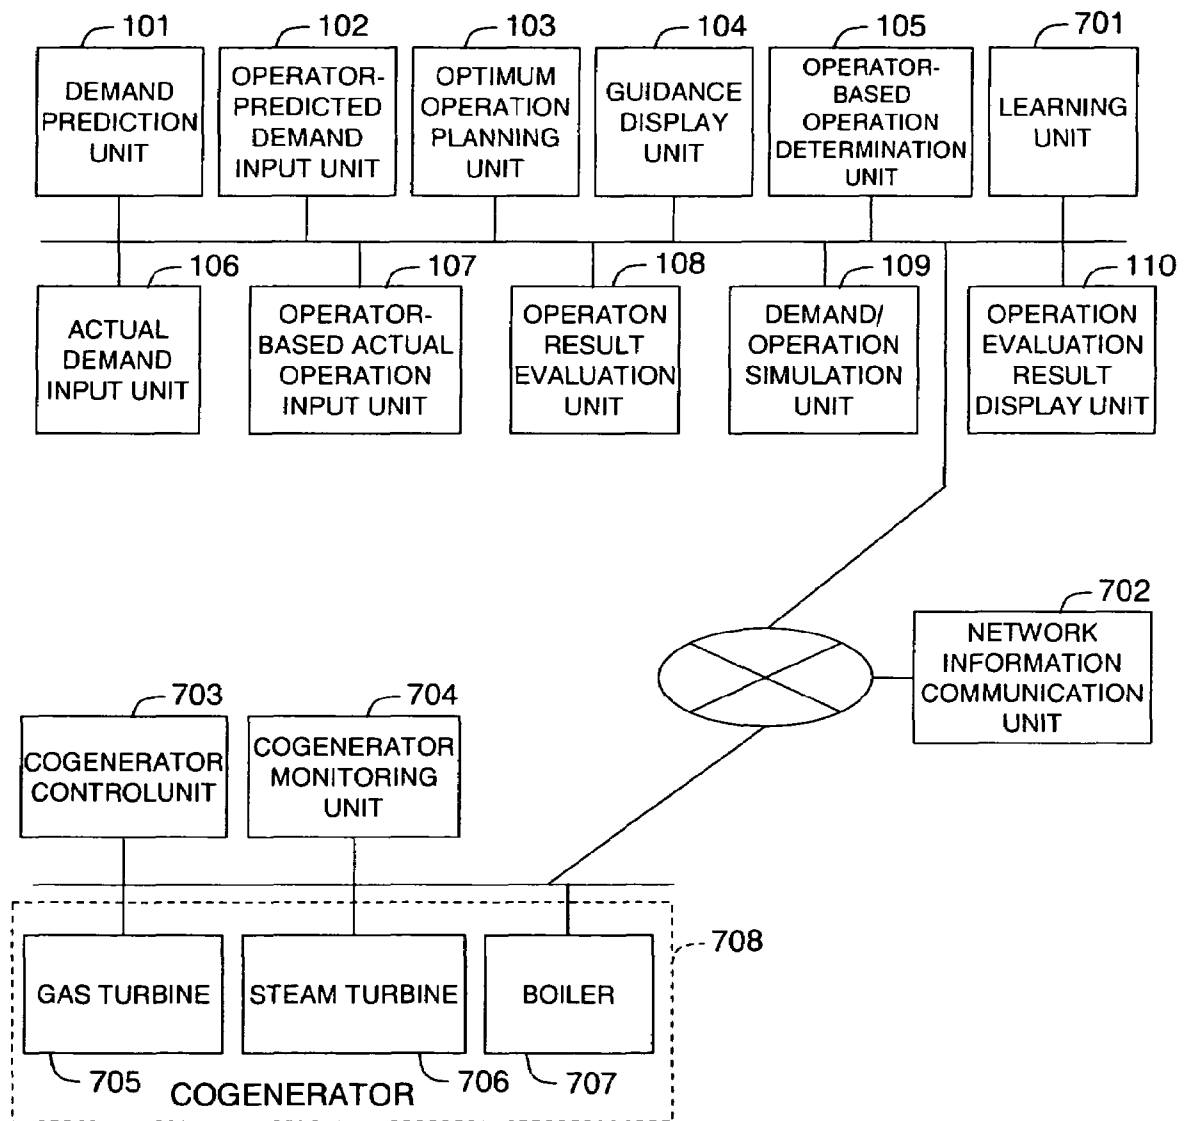 101
102
103
104
105
701
DEMAND
PREDICTION
UNIT
OPERATOR-
PREDICTED
DEMAND
INPUT UNIT
OPTIMUM
OPERATION
PLANNING
UNIT
GUIDANCE
DISPLAY
UNIT
OPERATOR-
BASED
OPERATION
DETERMINATION
UNIT
LEARNING
UNIT
106
107
108
109
110
ACTUAL
DEMAND
INPUT UNIT
OPERATOR-
BASED ACTUAL
OPERATION
INPUT UNIT
OPERATON
RESULT
EVALUATION
UNIT
DEMAND/
OPERATION
SIMULATION
UNIT
OPERATION
EVALUATION
RESULT
DISPLAY UNIT
702
NETWORK
INFORMATION
COMMUNICATION
UNIT
703
704
COGENERATOR
CONTROLUNIT
COGENERATOR
MONITORING
UNIT
708
GAS TURBINE
STEAM TURBINE
BOILER
705
706
707
COGENERATOR